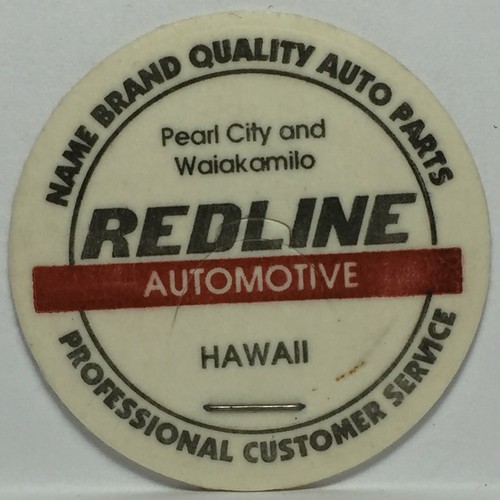 NAME BRAND QUALITY AUTO PARTS
Pearl City and
Waiakamilo
REDLINE
AUTOMOTIVE
HAWAII
PROFESSIONAL CUSTOMER SERVICE